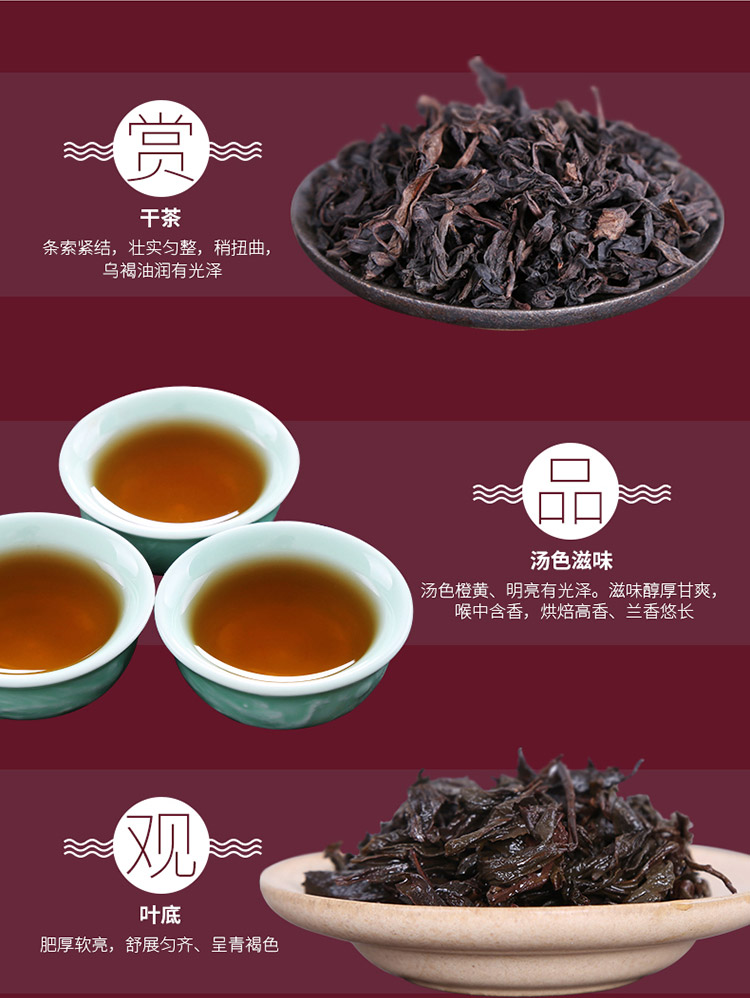 赏
干茶
条索紧结，壮实匀整，稍扭曲，
乌褐油润有光泽
品
汤色滋味
汤色橙黄、明亮有光泽。滋味醇厚甘爽，
喉中含香，烘焙高香、兰香悠长
观
叶底
肥厚软亮，舒展匀齐、呈青褐色